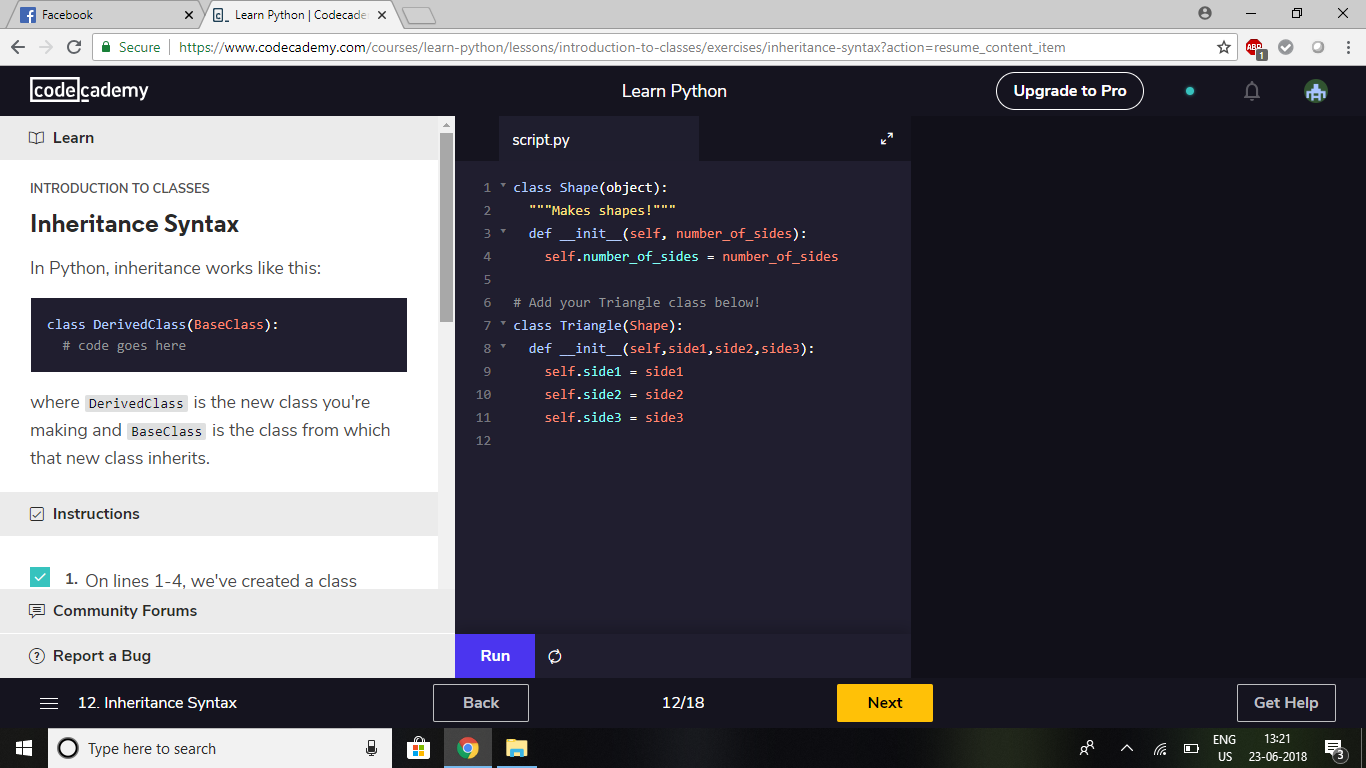 Facebook
Learn Python | Codecade
Secure
https://www.codecademy.com/courses/learn-python/lessons/introduction-to-classes/exercises/inheritance-syntax?action=resume_content_item
ABP
1
codecademy
Learn Python
Upgrade to Pro
Learn
INTRODUCTION TO CLASSES
Inheritance Syntax
In Python, inheritance works like this:
class DerivedClass(BaseClass):
# code goes here
where DerivedClass is the new class you're
making and BaseClass is the class from which
that new class inherits.
Instructions
1. On lines 1-4, we've created a class
Community Forums
Report a Bug
script.py
1 class Shape(object):
2 """Makes shapes!"""
3 def __init__(self, number_of_sides):
4 self.number_of_sides = number_of_sides
5
6 # Add your Triangle class below!
7 class Triangle(Shape):
8 def __init__(self,side1,side2,side3):
9 self.side1 = side1
10 self.side2 = side2
11 self.side3 = side3
12
Run
12. Inheritance Syntax
Back
12/18
Next
Get Help
Type here to search
ENG
US
13:21
23-06-2018
3